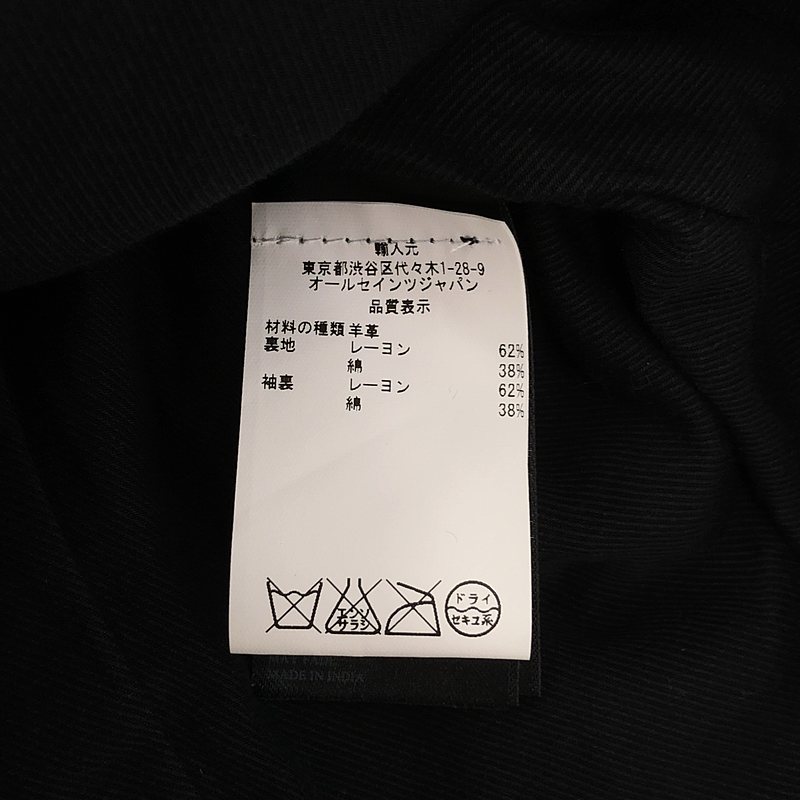 輸入元
東京都渋谷区代々木1-28-9
オールセインツジャパン
品質表示
材料の種類 羊革
裏地 レーヨン 62%
綿 38%
袖裏 レーヨン 62%
綿 38%
エンソ
サラシ
ドライ
セキユ系
MAY FADE
MADE IN INDIA